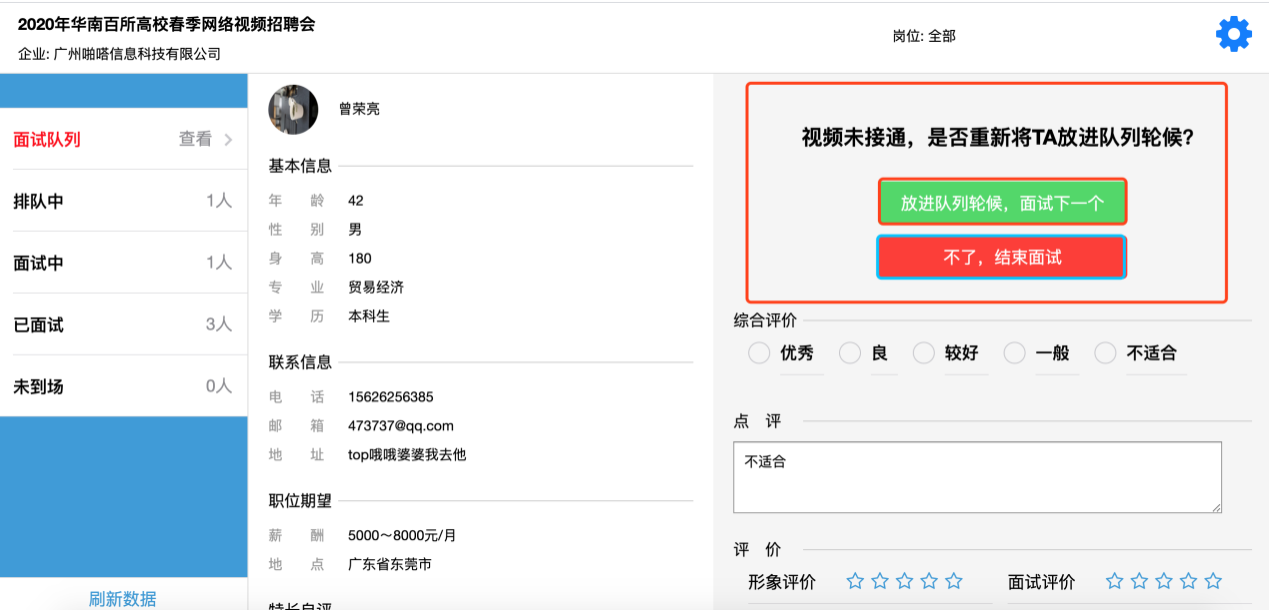 2020年华南百所高校春季网络视频招聘会
企业: 广州啪嗒信息科技有限公司
岗位: 全部
面试队列 查看
排队中 1人
面试中 1人
已面试 3人
未到场 0人
刷新数据
曾荣亮
基本信息
年 龄 42
性 别 男
身 高 180
专 业 贸易经济
学 历 本科生
联系信息
电 话 15626256385
邮 箱 473737@qq.com
地 址 top哦哦婆婆我去他
职位期望
薪 酬 5000～8000元/月
地 点 广东省东莞市
特长自评
视频未接通，是否重新将TA放进队列轮候？
放进队列轮候，面试下一个
不了，结束面试
综合评价
优秀 良 较好 一般 不适合
点 评
不适合
评 价
形象评价 面试评价